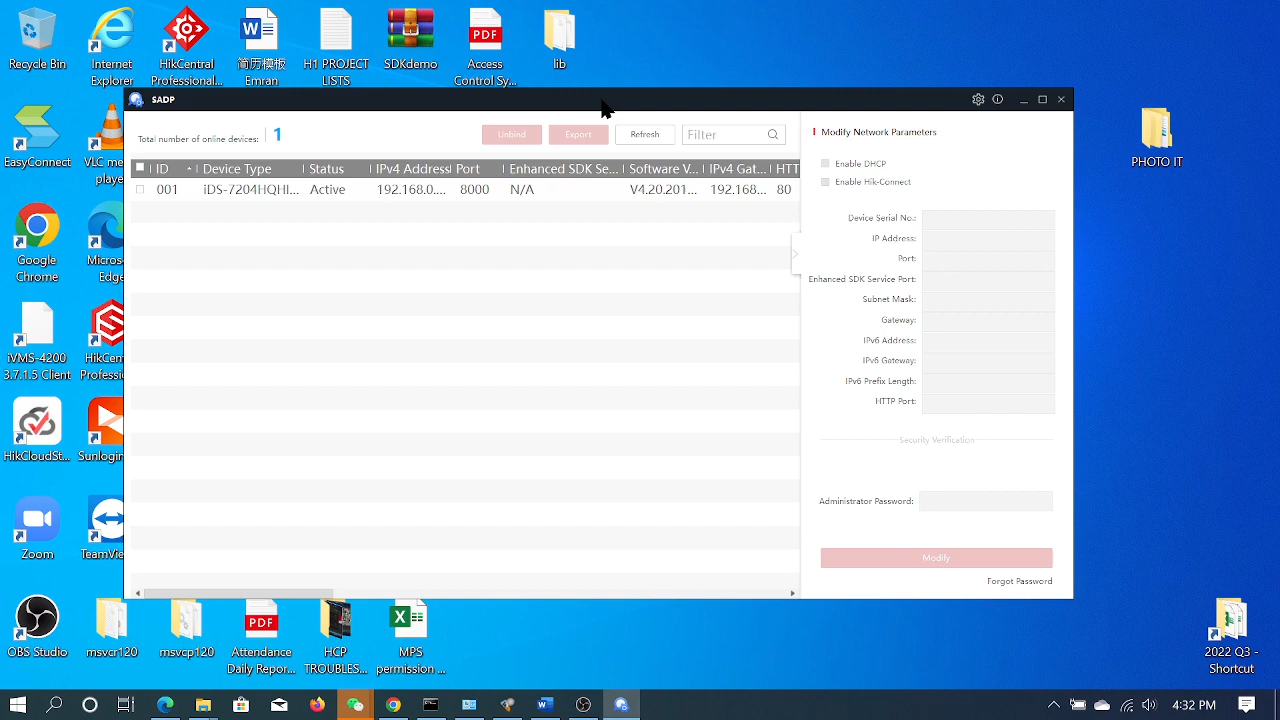 Recycle Bin
Internet
Explorer
HikCentral
Professional...
简历模板
Emran
H1 PROJECT
LISTS
SDKdemo
PDF
Access
Control Sy...
lib
SADP
Total number of online devices: 1
Unbind
Export
Refresh
Filter
ID
Device Type
Status
IPv4 Address
Port
Enhanced SDK Se...
Software V...
IPv4 Gat...
HTT
001
iDS-7204HQHI...
Active
192.168.0....
8000
N/A
V4.20.201...
192.168...
80
Modify Network Parameters
Enable DHCP
Enable Hik-Connect
Device Serial No.:
IP Address:
Port:
Enhanced SDK Service Port:
Subnet Mask:
Gateway:
IPv6 Address:
IPv6 Gateway:
IPv6 Prefix Length:
HTTP Port:
Security Verification
Administrator Password:
Modify
Forgot Password
EasyConnect
VLC me
player
PHOTO IT
Google
Chrome
Microsof
Edge
iVMS-4200
3.7.1.5 Client
HikCen
Professio
HikCloudSt...
Sunlogin
Zoom
TeamView
OBS Studio
msvcr120
msvcp120
PDF
Attendance
Daily Repor...
HCP
TROUBLES...
MPS
permission ...
2022 Q3 -
Shortcut
4:32 PM